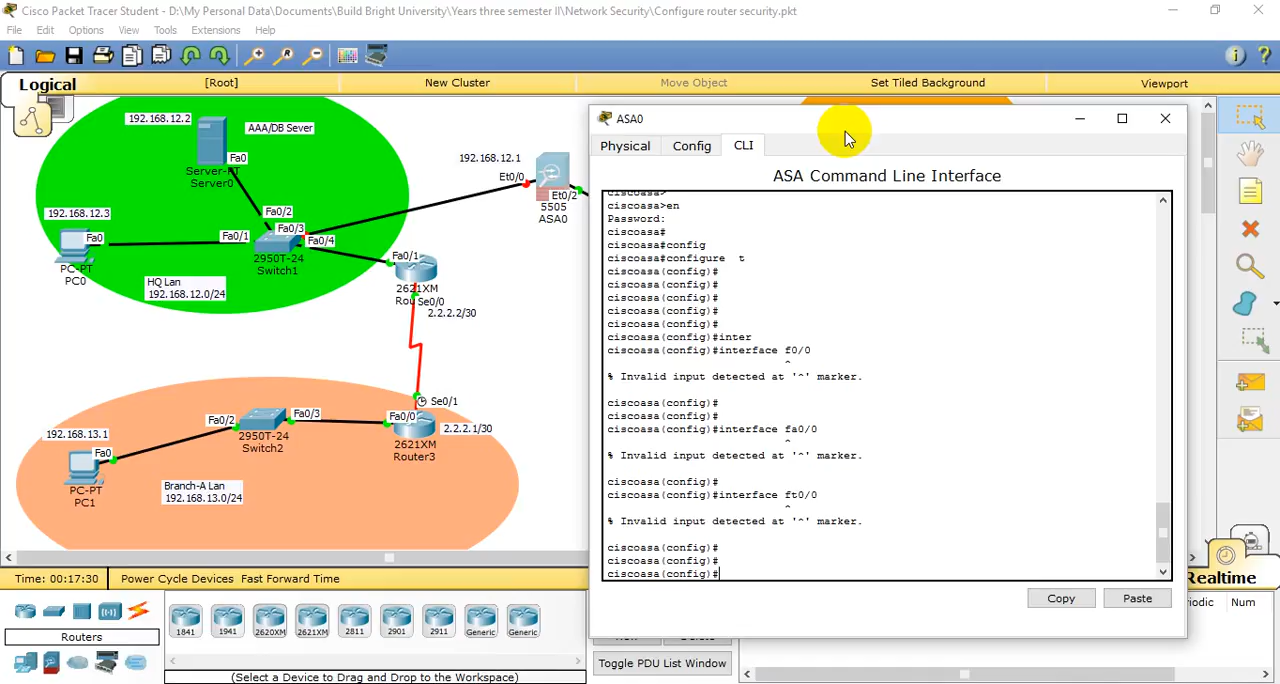 Cisco Packet Tracer Student - D:\My Personal Data\Documents\Build Bright University\Years three semester II\Network Security\Configure router security.pkt
File Edit Options View Tools Extensions Help
Logical
[Root]
New Cluster
Move Object
Set Tiled Background
Viewport
192.168.12.2
AAA/DB Sever
Fa0
Server-PT
Server0
192.168.12.3
Fa0
PC-PT
PC0
Fa0/2
Fa0/3
Fa0/1
Fa0/4
2950T-24
Switch1
HQ Lan
192.168.12.0/24
192.168.12.1
Et0/0
Et0/2
5505
ASA0
Fa0/1
2621XM
Rou
Se0/0
2.2.2.2/30
Se0/1
Fa0/0
2.2.2.1/30
2621XM
Router3
Fa0/2
Fa0/3
2950T-24
Switch2
192.168.13.1
Fa0
PC-PT
PC1
Branch-A Lan
192.168.13.0/24
ASA0
Physical Config CLI
ASA Command Line Interface
ciscoasa>
ciscoasa>en
Password:
ciscoasa#
ciscoasa#config
ciscoasa#configure  t
ciscoasa(config)#
ciscoasa(config)#
ciscoasa(config)#
ciscoasa(config)#
ciscoasa(config)#
ciscoasa(config)#inter
ciscoasa(config)#interface f0/0
^
% Invalid input detected at '^' marker.
ciscoasa(config)#
ciscoasa(config)#
ciscoasa(config)#interface fa0/0
^
% Invalid input detected at '^' marker.
ciscoasa(config)#
ciscoasa(config)#interface ft0/0
^
% Invalid input detected at '^' marker.
ciscoasa(config)#
ciscoasa(config)#
ciscoasa(config)#
Copy
Paste
Time: 00:17:30
Power Cycle Devices Fast Forward Time
Realtime
Routers
1841
1941
2620XM
2621XM
2811
2901
2911
Generic
Generic
(Select a Device to Drag and Drop to the Workspace)
Toggle PDU List Window
Num